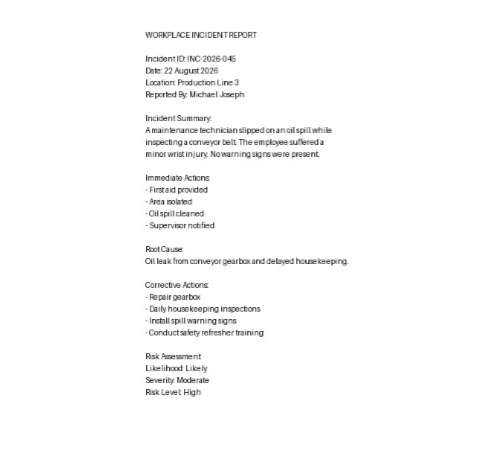 WORKPLACE INCIDENT REPORT
Incident ID: INC-2026-045
Date: 22 August 2026
Location: Production Line 3
Reported By: Michael Joseph
Incident Summary:
A maintenance technician slipped on an oil spill while
inspecting a conveyor belt. The employee suffered a
minor wrist injury. No warning signs were present.
Immediate Actions:
- First aid provided
- Area isolated
- Oil spill cleaned
- Supervisor notified
Root Cause:
Oil leak from conveyor gearbox and delayed housekeeping.
Corrective Actions:
- Repair gearbox
- Daily housekeeping inspections
- Install spill warning signs
- Conduct safety refresher training
Risk Assessment:
Likelihood: Likely
Severity: Moderate
Risk Level: High